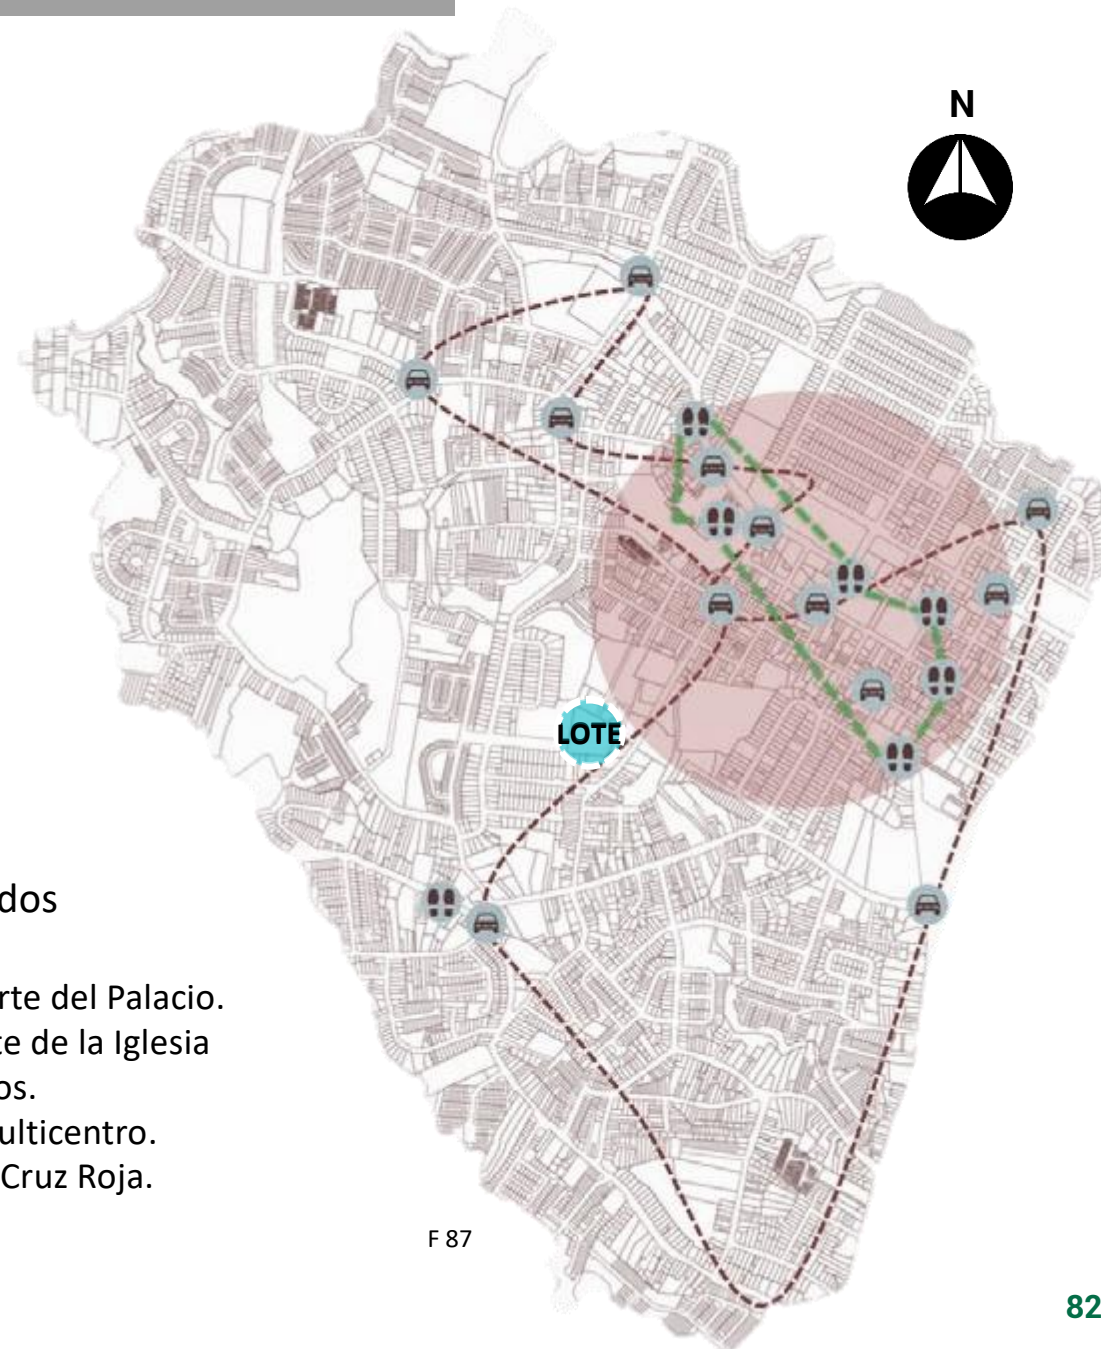 N
LOTE
dos
rte del Palacio.
te de la Iglesia
os.
ulticentro.
Cruz Roja.
F 87
82